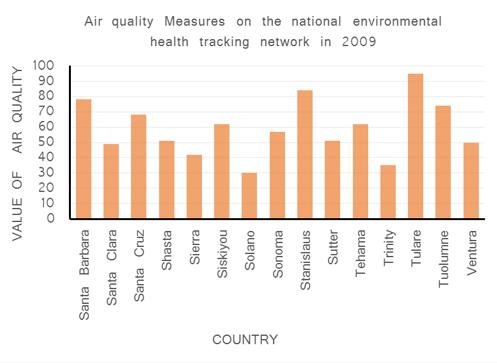 Air quality Measures on the national environmental
health tracking network in 2009
VALUE OF AIR QUALITY
100
90
80
70
60
50
40
30
20
10
0
Santa Barbara
Santa Clara
Santa Cruz
Shasta
Sierra
Siskiyou
Solano
Sonoma
Stanislaus
Sutter
Tehama
Trinity
Tulare
Tuolumne
Ventura
COUNTRY